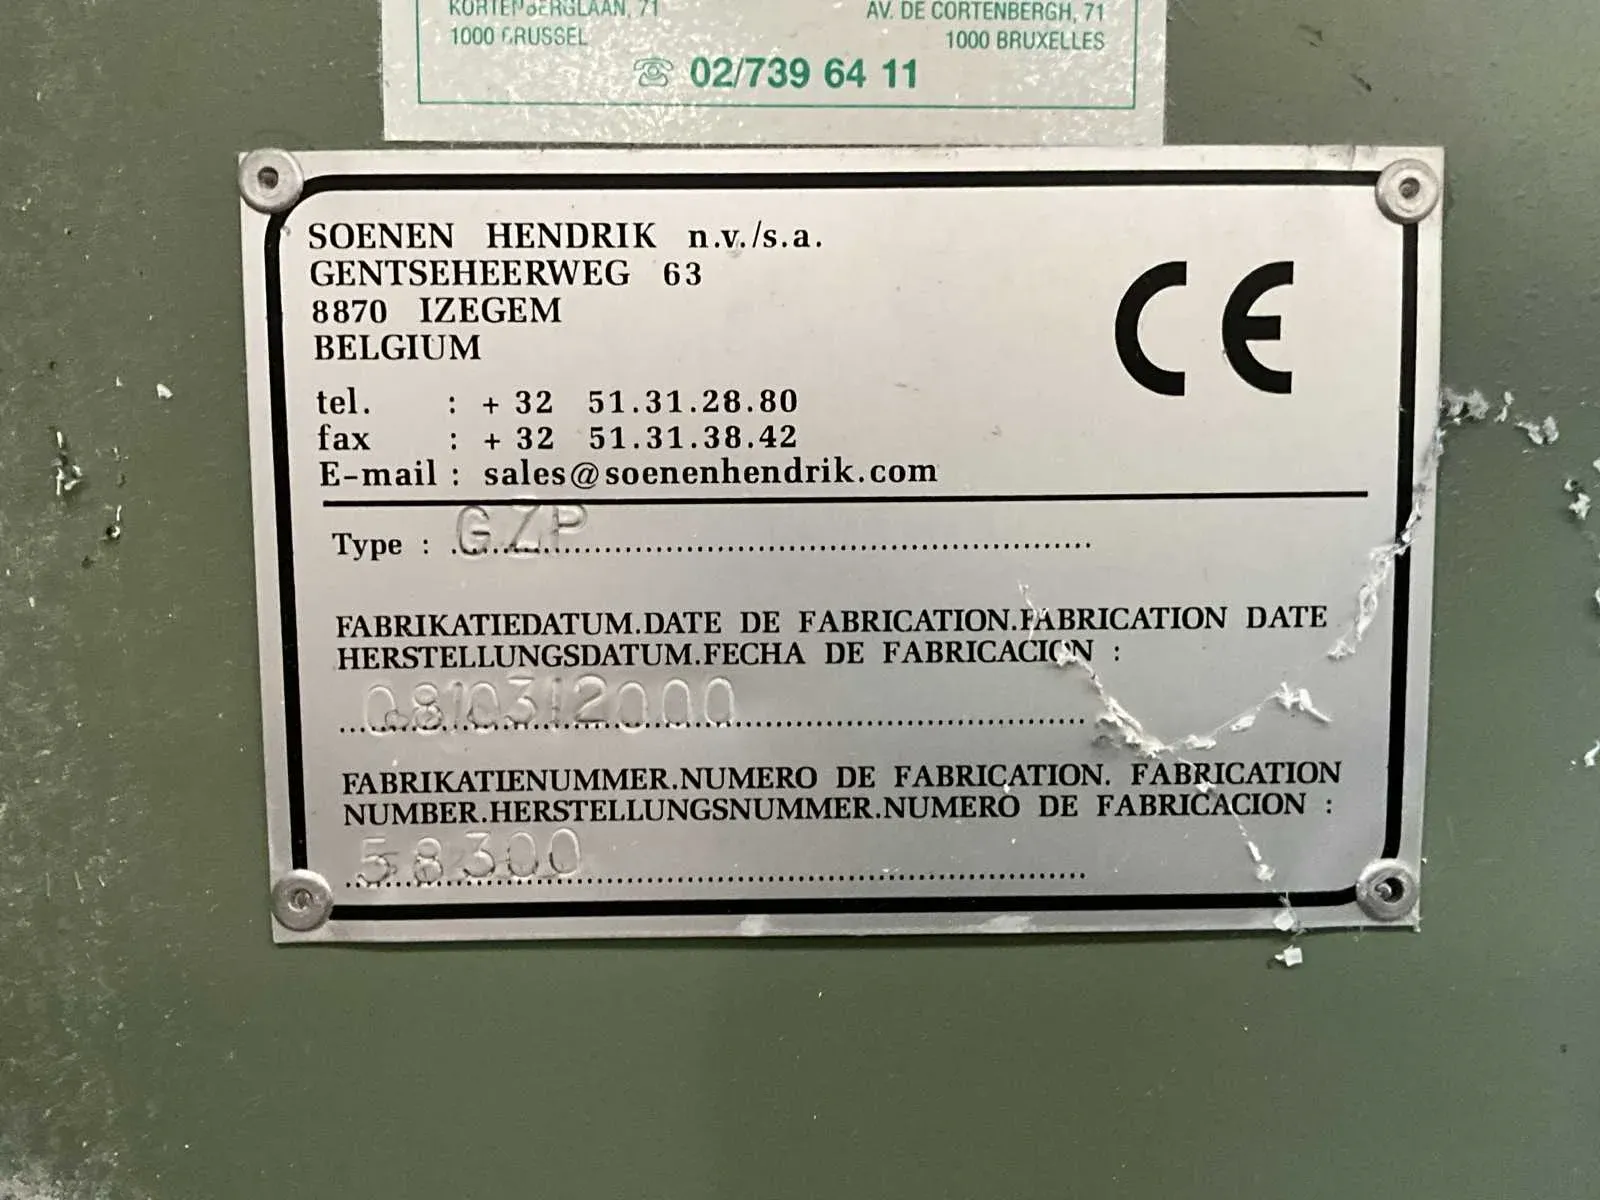 KORTENBERGLAAN, 71
AV. DE CORTENBERGH, 71
1000 BRUSSEL
1000 BRUXELLES
02/739 64 11
SOENEN HENDRIK n.v./s.a.
GENTSEHEERWEG 63
8870 IZEGEM
BELGIUM
tel. : + 32 51.31.28.80
fax : + 32 51.31.38.42
E-mail : sales@soenenhendrik.com
CE
Type : GZP
FABRIKATIEDATUM.DATE DE FABRICATION.FABRICATION DATE
HERSTELLUNGSDATUM.FECHA DE FABRICACION :
0810312000
FABRIKATIENUMMER.NUMERO DE FABRICATION. FABRICATION
NUMBER.HERSTELLUNGSNUMMER.NUMERO DE FABRICACION :
58300